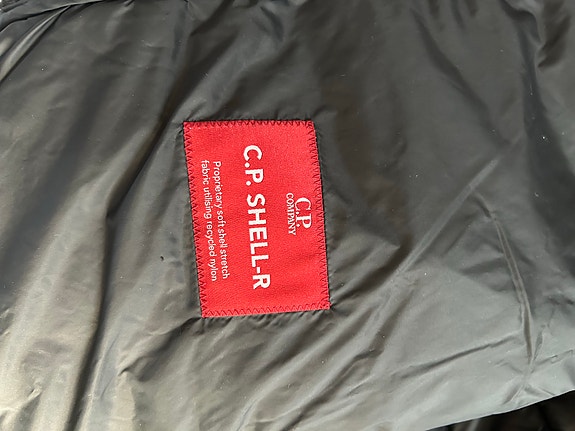 C.P.
COMPANY
C.P. SHELL-R
Proprietary soft shell stretch
fabric utilising recycled nylon